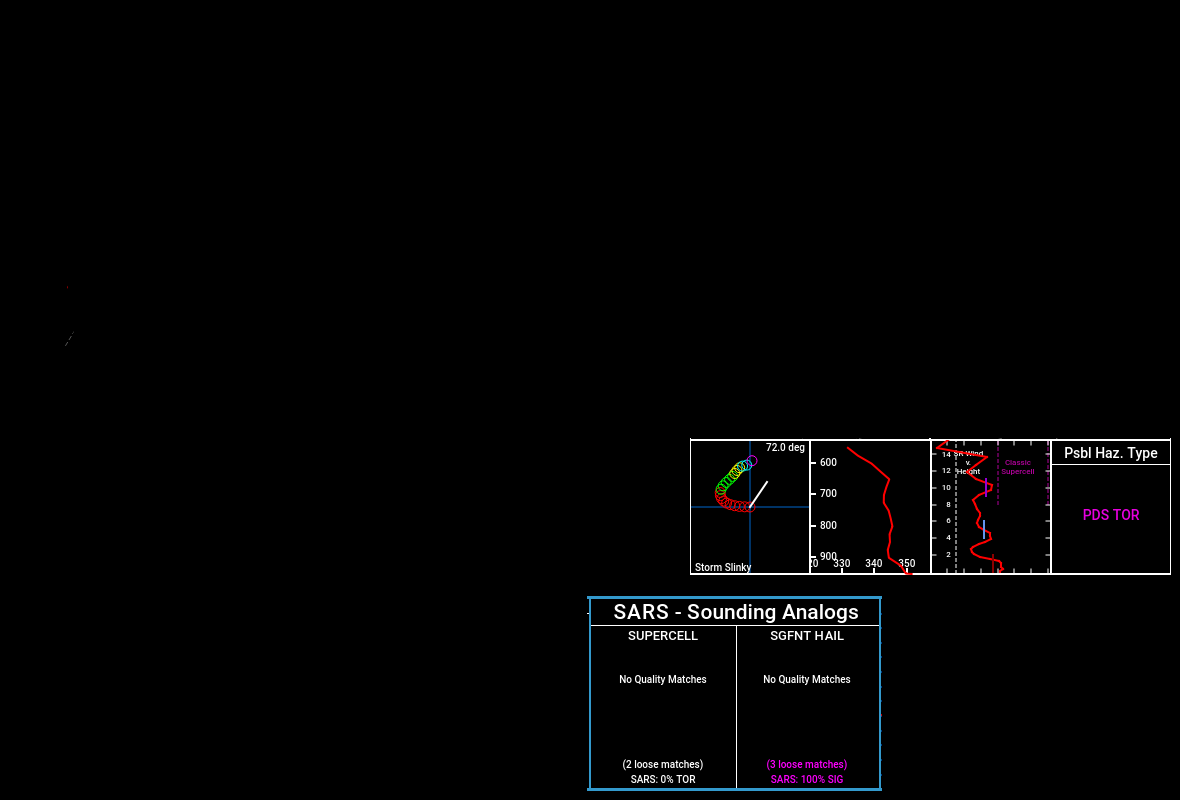 72.0 deg
Storm Slinky
600
700
800
900
330 340 350
SR Wind
v.
Height
Classic
Supercell
14
12
10
8
6
4
2
Psbl Haz. Type
PDS TOR
SARS - Sounding Analogs
SUPERCELL
SGFNT HAIL
No Quality Matches
No Quality Matches
(2 loose matches)
(3 loose matches)
SARS: 0% TOR
SARS: 100% SIG